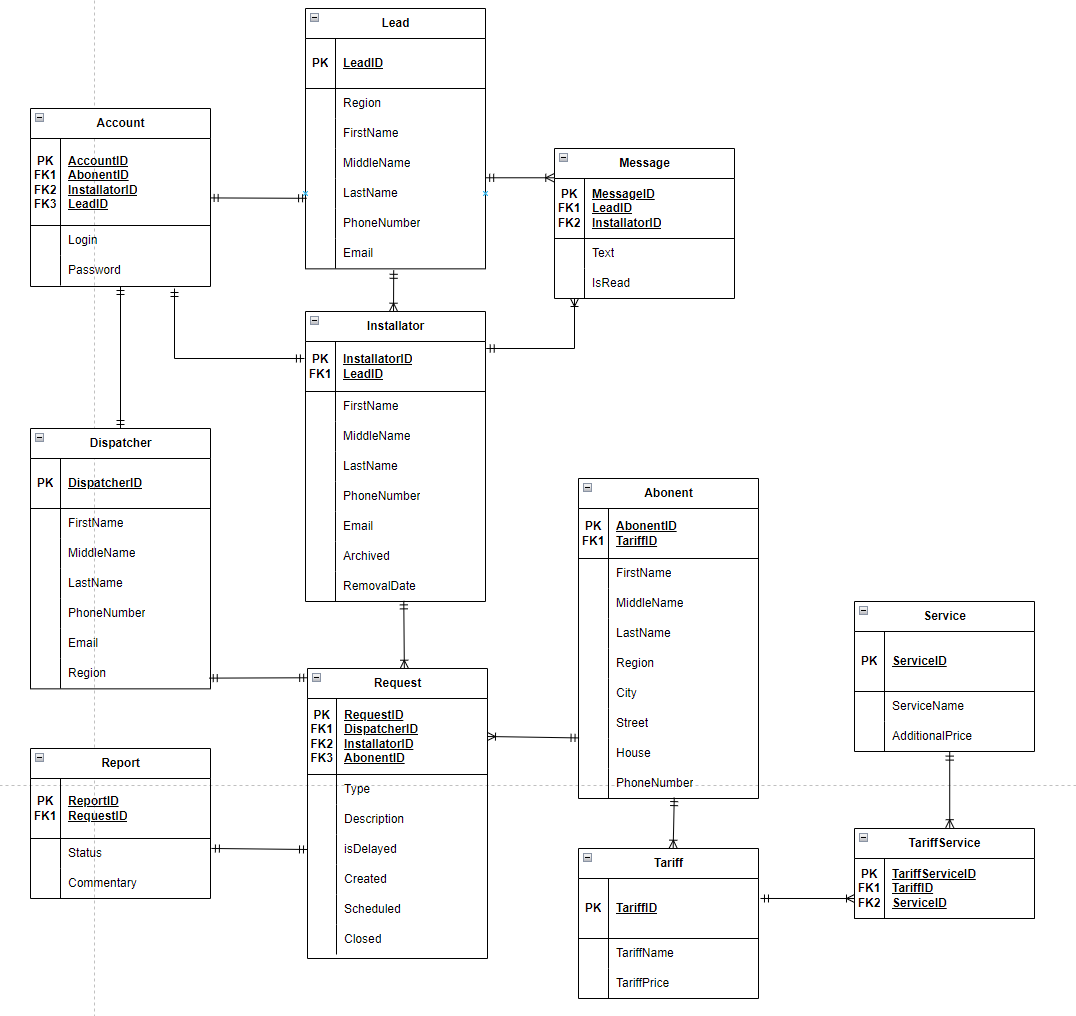 Lead
PK LeadID
Region
FirstName
MiddleName
LastName
PhoneNumber
Email
Account
PK AccountID
FK1 AbonentID
FK2 InstallatorID
FK3 LeadID
Login
Password
Message
PK MessageID
FK1 LeadID
FK2 InstallatorID
Text
IsRead
Installator
PK InstallatorID
FK1 LeadID
FirstName
MiddleName
LastName
PhoneNumber
Email
Archived
RemovalDate
Dispatcher
PK DispatcherID
FirstName
MiddleName
LastName
PhoneNumber
Email
Region
Abonent
PK AbonentID
FK1 TariffID
FirstName
MiddleName
LastName
Region
City
Street
House
PhoneNumber
Service
PK ServiceID
ServiceName
AdditionalPrice
Request
PK RequestID
FK1 DispatcherID
FK2 InstallatorID
FK3 AbonentID
Type
Description
isDelayed
Created
Scheduled
Closed
Report
PK ReportID
FK1 RequestID
Status
Commentary
Tariff
PK TariffID
TariffName
TariffPrice
TariffService
PK TariffServiceID
FK1 TariffID
FK2 ServiceID